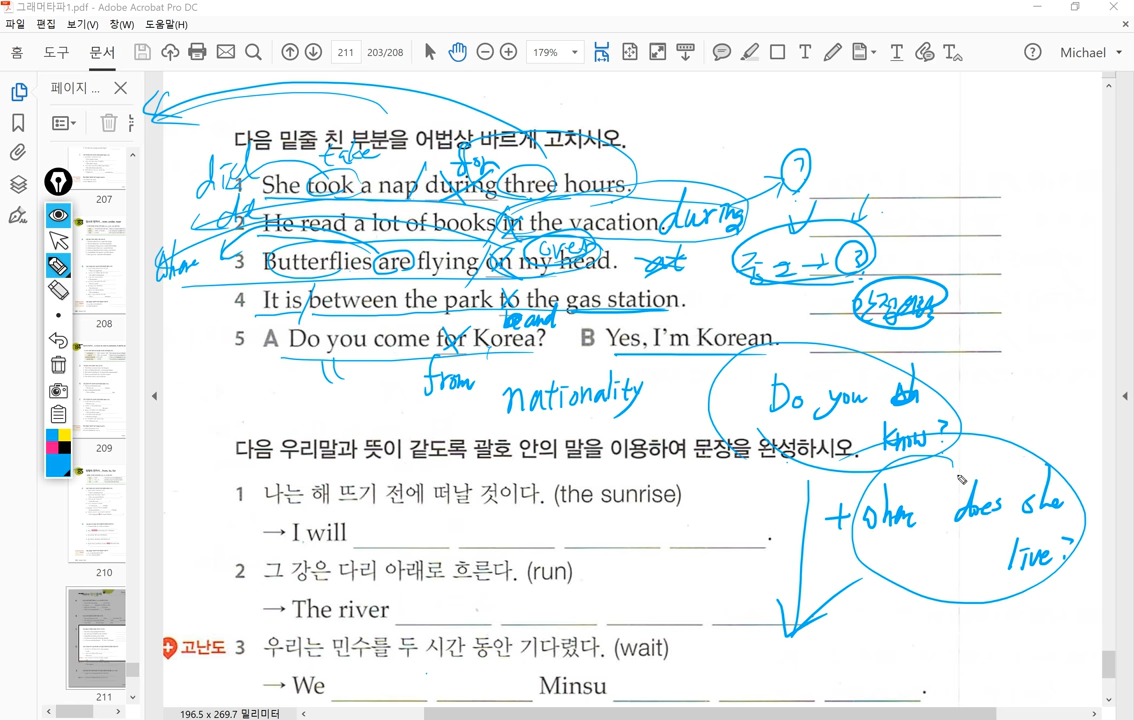 그래머타파1.pdf - Adobe Acrobat Pro DC
파일 편집 보기(V) 창(W) 도움말(H)
홈 도구 문서 211 203/208 179% Michael
페이지 ...
207
208
209
210
211
다음 밑줄 친 부분을 어법상 바르게 고치시오.
did take for
1 She took a nap during three hours.
2 He read a lot of books in the vacation. during
where over
3 Butterflies are flying on my head. at
4 It is between the park to the gas station.
and
5 A Do you come for Korea? B Yes, I'm Korean.
from nationality
Do you know?
다음 우리말과 뜻이 같도록 괄호 안의 말을 이용하여 문장을 완성하시오.
1 나는 해 뜨기 전에 떠날 것이다. (the sunrise)
→ I will .
+ where does she live?
2 그 강은 다리 아래로 흐른다. (run)
→ The river
고난도 3 우리는 민수를 두 시간 동안 기다렸다. (wait)
→ We Minsu .
196.5 x 269.7 밀리미터